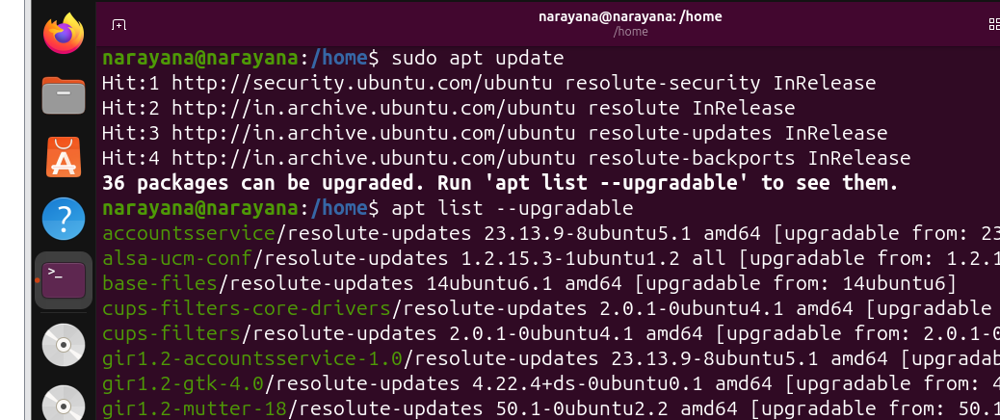 narayana@narayana: /home
/home
narayana@narayana:/home$ sudo apt update
Hit:1 http://security.ubuntu.com/ubuntu resolute-security InRelease
Hit:2 http://in.archive.ubuntu.com/ubuntu resolute InRelease
Hit:3 http://in.archive.ubuntu.com/ubuntu resolute-updates InRelease
Hit:4 http://in.archive.ubuntu.com/ubuntu resolute-backports InRelease
36 packages can be upgraded. Run 'apt list --upgradable' to see them.
narayana@narayana:/home$ apt list --upgradable
accountsservice/resolute-updates 23.13.9-8ubuntu5.1 amd64 [upgradable from: 23
alsa-ucm-conf/resolute-updates 1.2.15.3-1ubuntu1.2 all [upgradable from: 1.2.1
base-files/resolute-updates 14ubuntu6.1 amd64 [upgradable from: 14ubuntu6]
cups-filters-core-drivers/resolute-updates 2.0.1-0ubuntu4.1 amd64 [upgradable
cups-filters/resolute-updates 2.0.1-0ubuntu4.1 amd64 [upgradable from: 2.0.1-0
gir1.2-accountsservice-1.0/resolute-updates 23.13.9-8ubuntu5.1 amd64 [upgradab
gir1.2-gtk-4.0/resolute-updates 4.22.4+ds-0ubuntu0.1 amd64 [upgradable from: 4
gir1.2-mutter-18/resolute-updates 50.1-0ubuntu2.2 amd64 [upgradable from: 50.1